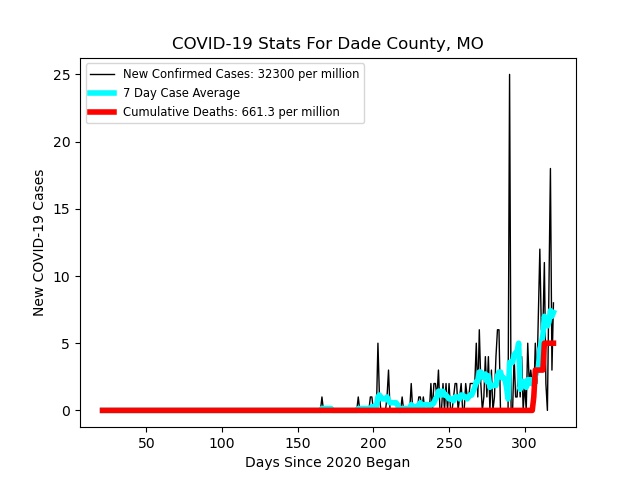 COVID-19 Stats For Dade County, MO
New Confirmed Cases: 32300 per million
7 Day Case Average
Cumulative Deaths: 661.3 per million
New COVID-19 Cases
25
20
15
10
5
0
50 100 150 200 250 300
Days Since 2020 Began